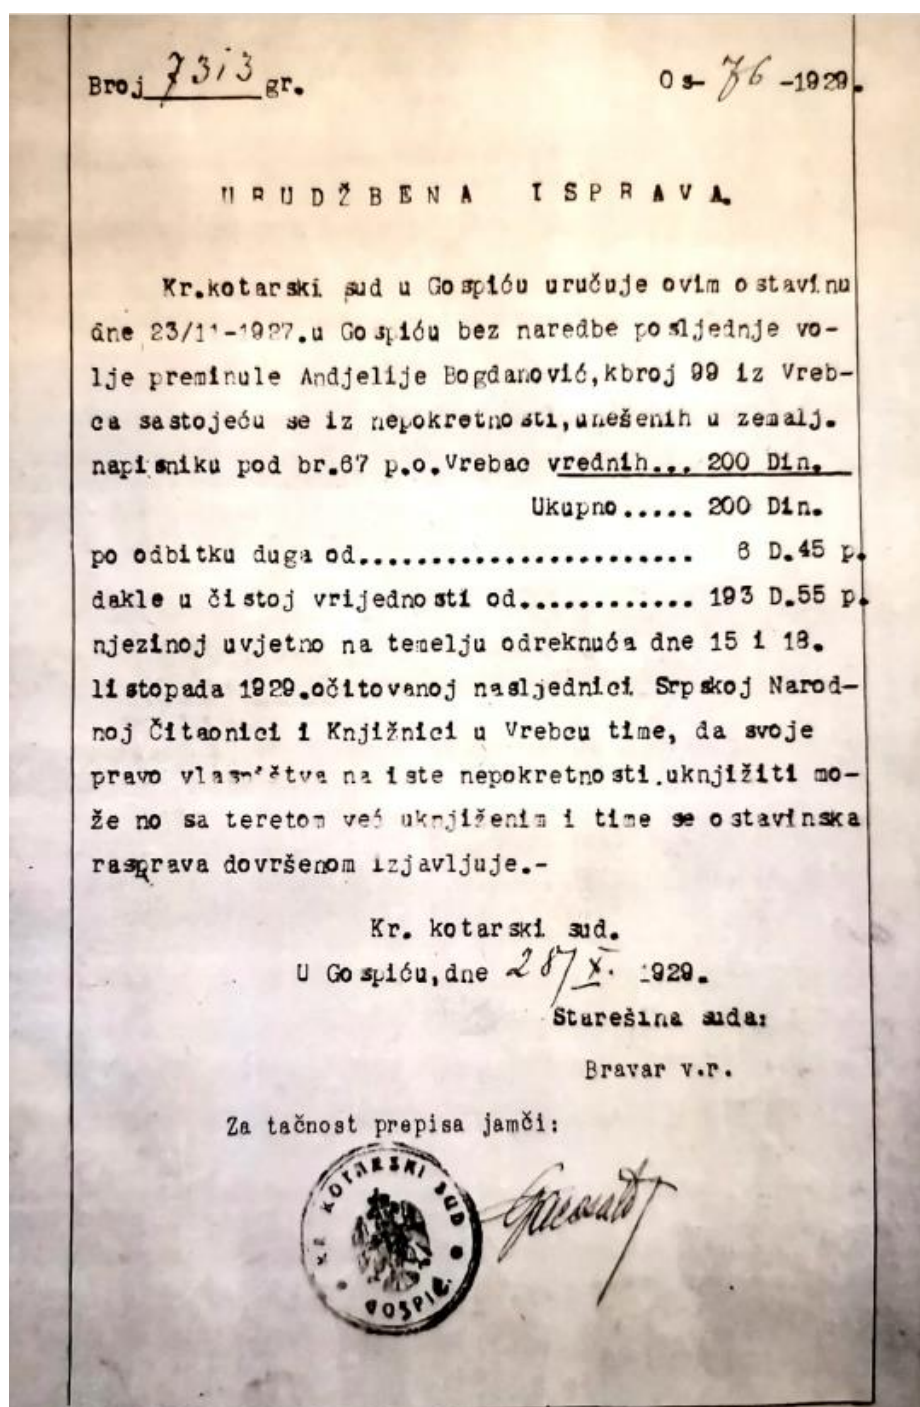 Broj 7313 gr. Os- 76 -1929.
URUDŽBENA ISPRAVA.
Kr.kotarski sud u Gospiću uručuje ovim ostavinu
dne 23/11-1927.u Gospiću bez naredbe posljednje vo-
lje preminule Andjelije Bogdanović,kbroj 99 iz Vreb-
ca sastojeću se iz nepokretnosti,unešenih u zemalj.
napisniku pod br.67 p.o.Vrebac vrednih... 200 Din.
Ukupno..... 200 Din.
po odbitku duga od....................... 6 D.45 p.
dakle u čistoj vrijednosti od............ 193 D.55 p.
njezinoj uvjetno na temelju odreknuća dne 15 i 18.
listopada 1929.očitovanoj nasljednici Srpskoj Narod-
noj Čitaonici i Knjižnici u Vrebcu time, da svoje
pravo vlasništva na iste nepokretnosti.uknjižiti mo-
že no sa teretom već uknjiženim i time se ostavinska
rasprava dovršenom izjavljuje.-
Kr. kotarski sud.
U Gospiću,dne 28/X. 1929.
Starešina suda:
Bravar v.r.
Za tačnost prepisa jamči:
KR. KOTARSKI SUD
GOSPIĆ.